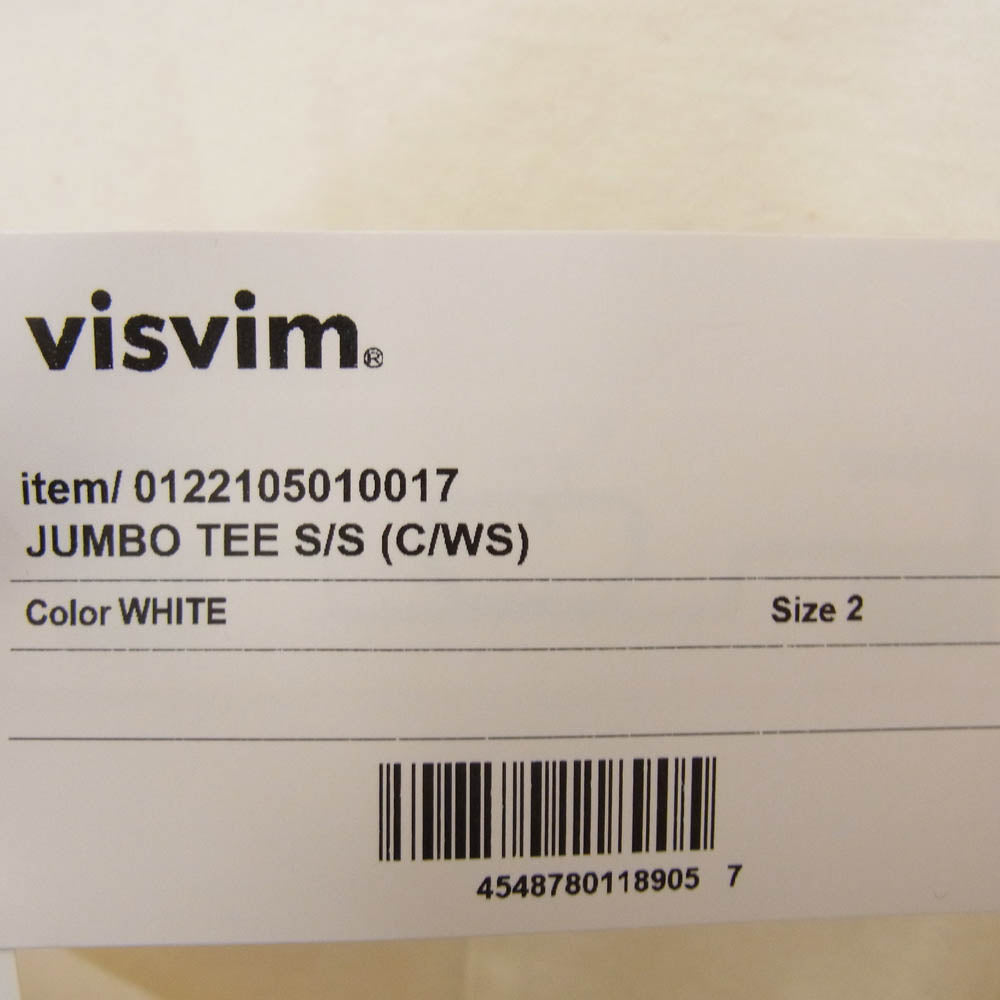 visvim®
item/ 0122105010017
JUMBO TEE S/S (C/WS)
Color WHITE Size 2
4548780118905 7